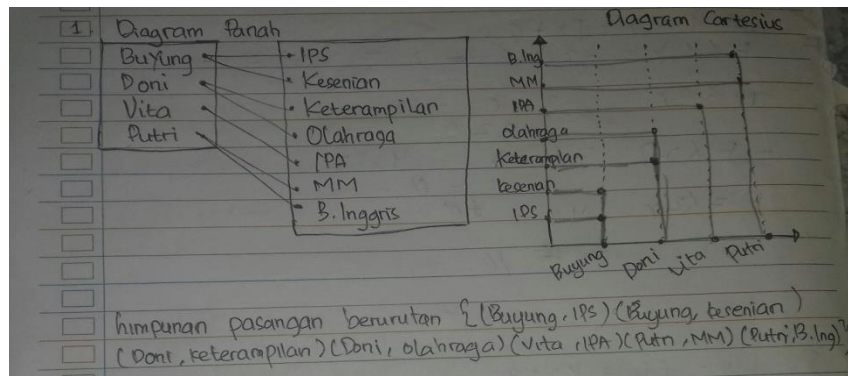 1 Diagram Panah
Buyung
Doni
Vita
Putri
IPS
Kesenian
Keterampilan
Olahraga
IPA
MM
B. Inggris
Diagram Cartesius
B.Ing
MM
IPA
Olahraga
Keterampilan
kesenian
IPS
Buyung Doni Vita Putri
himpunan pasangan berurutan {(Buyung, IPS) (Buyung, kesenian)
(Doni, keterampilan) (Doni, olahraga) (Vita, IPA) (Putri, MM) (Putri, B.Ing)}